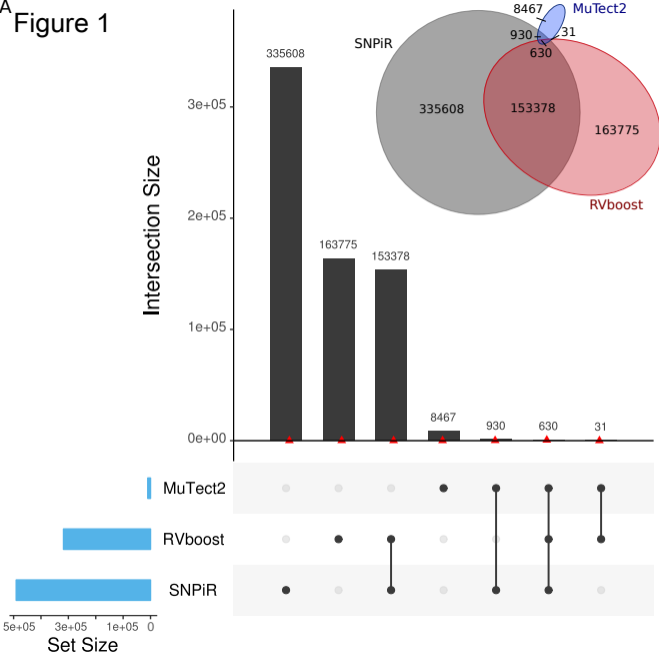 A
Figure 1
8467
MuTect2
930
31
630
SNPiR
335608
153378
163775
RVboost
Intersection Size
3e+05
2e+05
1e+05
0e+00
335608
163775
153378
8467
930
630
31
MuTect2
RVboost
SNPiR
5e+05 3e+05 1e+05 0
Set Size